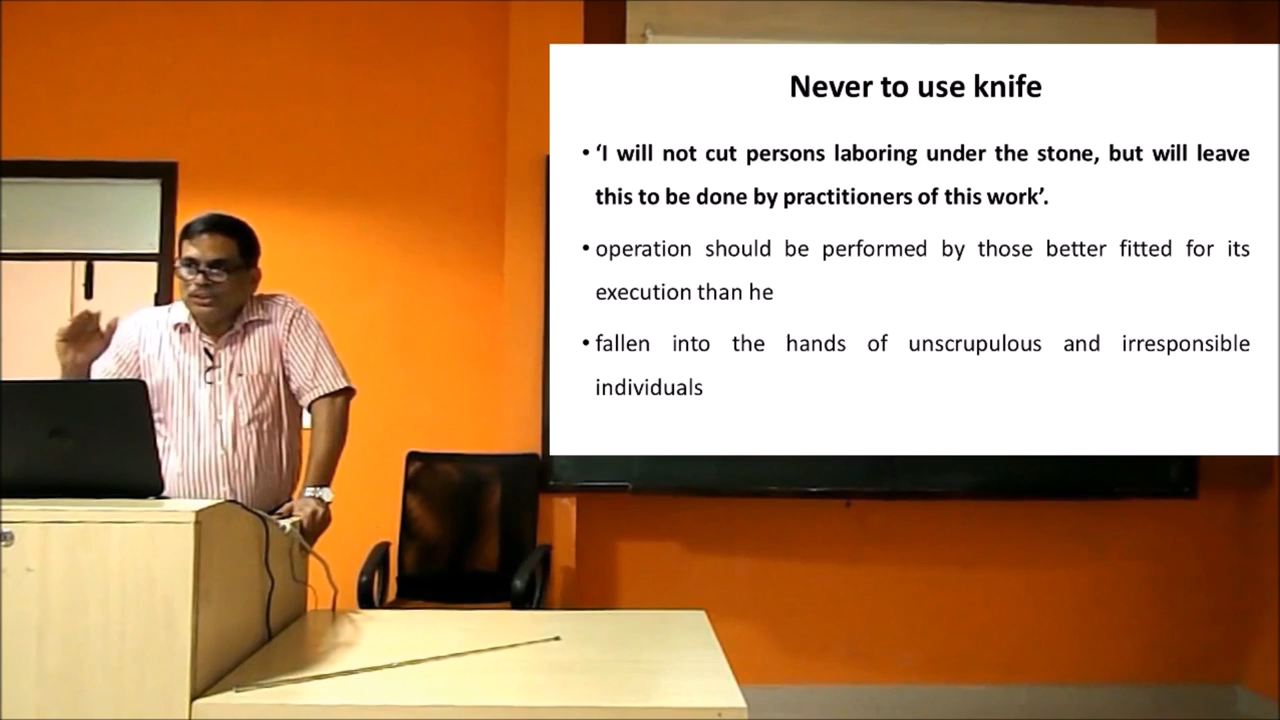 Never to use knife
• ‘I will not cut persons laboring under the stone, but will leave
this to be done by practitioners of this work’.
• operation should be performed by those better fitted for its
execution than he
• fallen into the hands of unscrupulous and irresponsible
individuals